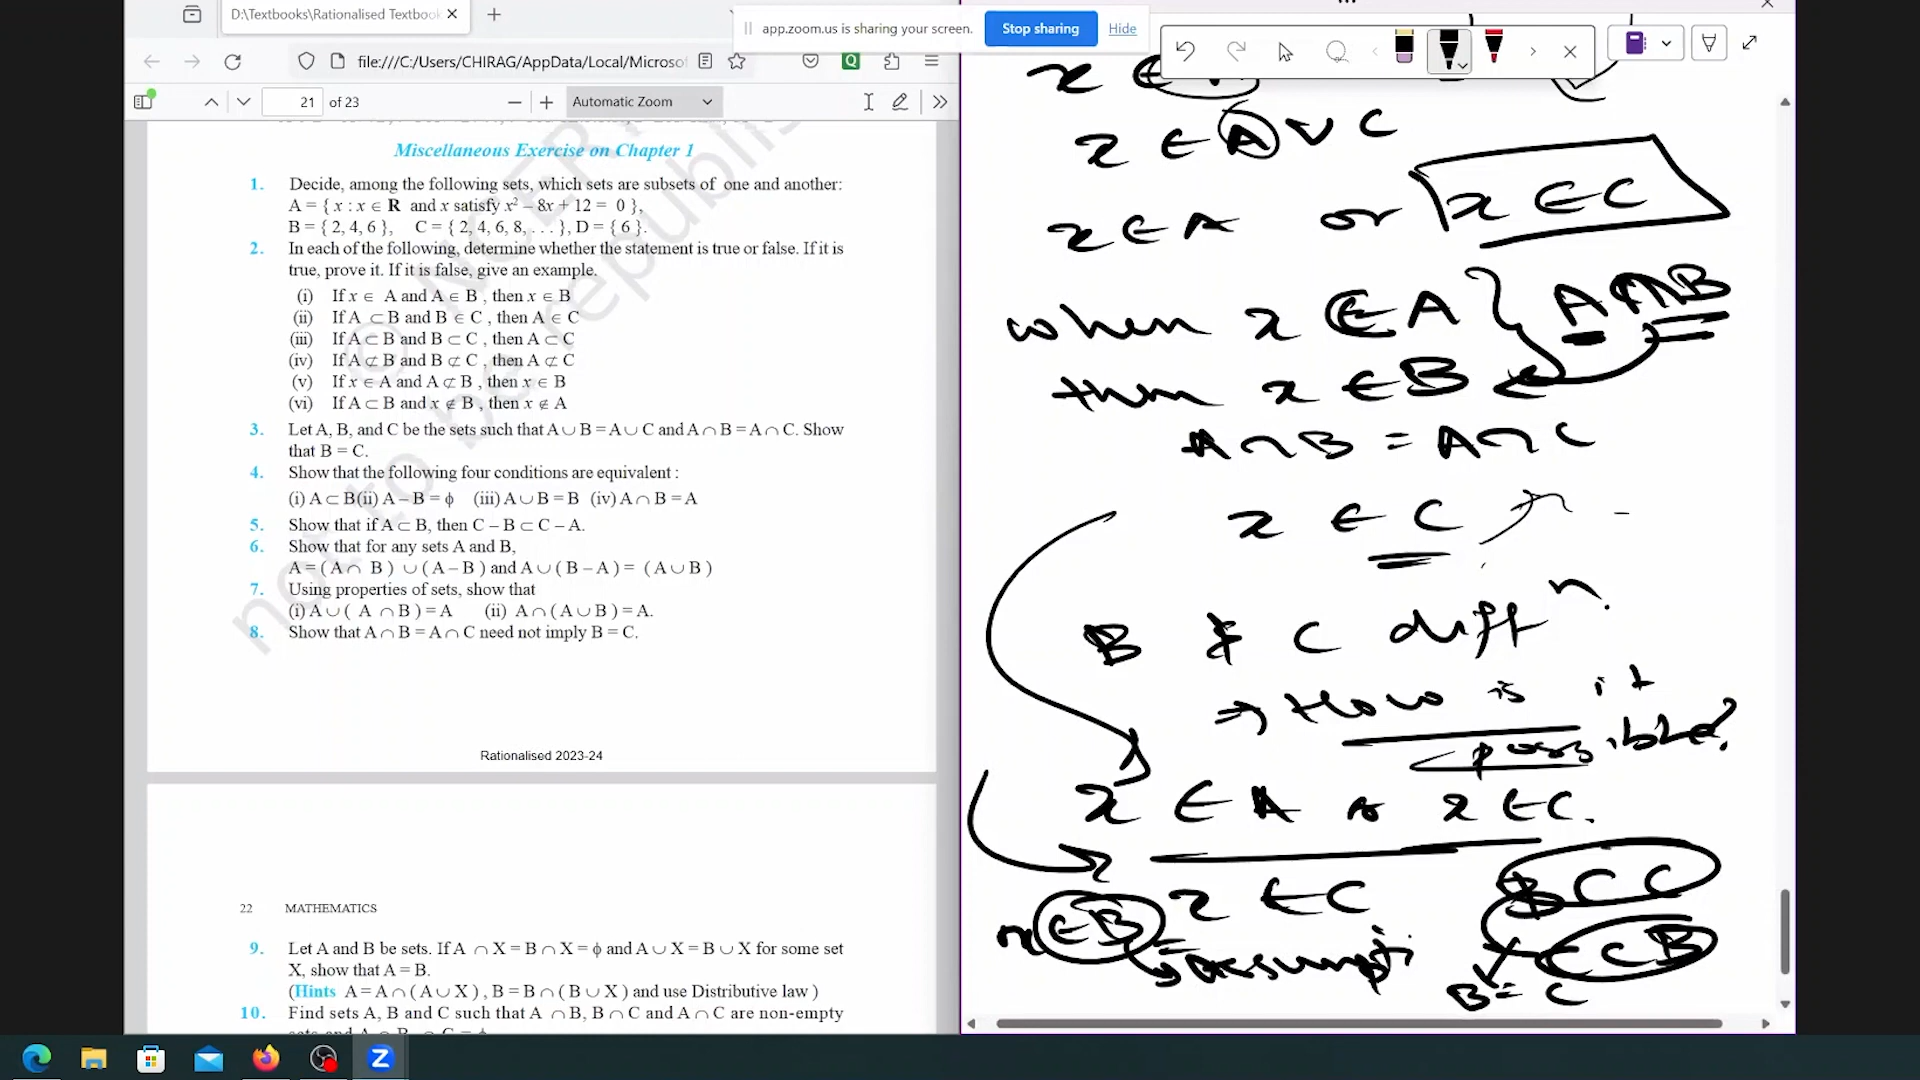 D:\Textbooks\Rationalised Textbook
app.zoom.us is sharing your screen. Stop sharing Hide
file:///C:/Users/CHIRAG/AppData/Local/Microsof
21 of 23 Automatic Zoom
Miscellaneous Exercise on Chapter 1
1. Decide, among the following sets, which sets are subsets of one and another:
A = { x : x ∈ R and x satisfy x² – 8x + 12 = 0 },
B = { 2, 4, 6 }, C = { 2, 4, 6, 8, . . . }, D = { 6 }.
2. In each of the following, determine whether the statement is true or false. If it is
true, prove it. If it is false, give an example.
(i) If x ∈ A and A ∈ B , then x ∈ B
(ii) If A ⊂ B and B ∈ C , then A ∈ C
(iii) If A ⊂ B and B ⊂ C , then A ⊂ C
(iv) If A ⊄ B and B ⊄ C , then A ⊄ C
(v) If x ∈ A and A ⊄ B , then x ∈ B
(vi) If A ⊂ B and x ∉ B , then x ∉ A
3. Let A, B, and C be the sets such that A ∪ B = A ∪ C and A ∩ B = A ∩ C. Show
that B = C.
4. Show that the following four conditions are equivalent :
(i) A ⊂ B(ii) A – B = ϕ (iii) A ∪ B = B (iv) A ∩ B = A
5. Show that if A ⊂ B, then C – B ⊂ C – A.
6. Show that for any sets A and B,
A = ( A ∩ B ) ∪ ( A – B ) and A ∪ ( B – A ) = ( A ∪ B )
7. Using properties of sets, show that
(i) A ∪ ( A ∩ B ) = A (ii) A ∩ ( A ∪ B ) = A.
8. Show that A ∩ B = A ∩ C need not imply B = C.
Rationalised 2023-24
22 MATHEMATICS
9. Let A and B be sets. If A ∩ X = B ∩ X = ϕ and A ∪ X = B ∪ X for some set
X, show that A = B.
(Hints A = A ∩ ( A ∪ X ) , B = B ∩ ( B ∪ X ) and use Distributive law )
10. Find sets A, B and C such that A ∩ B, B ∩ C and A ∩ C are non-empty
© NCERT
not to be republis
x ∈ A ∪ C
x ∈ A or x ∈ C
when x ∈ A } A ∩ B
then x ∈ B
A ∩ B = A ∩ C
x ∈ C
B & C diffn.
⇒ How is it
possible?
x ∈ A or x ∈ C.
x ∈ C B ⊂ C
x ∈ B Assumpti C ⊂ B
B = C